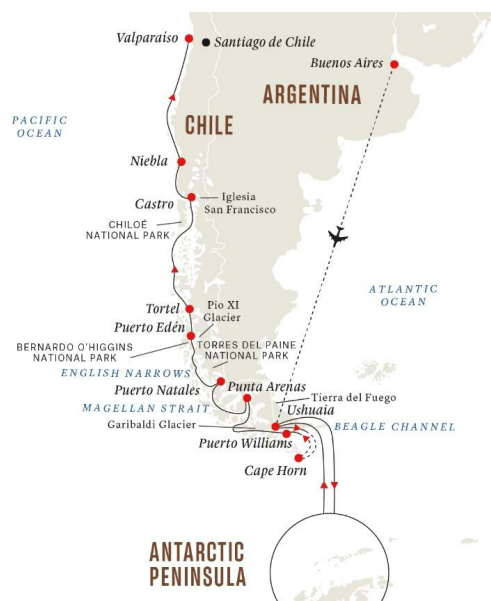 Valparaíso
Santiago de Chile
Buenos Aires
ARGENTINA
PACIFIC
OCEAN
CHILE
Niebla
Castro
Iglesia
San Francisco
CHILOÉ
NATIONAL PARK
ATLANTIC
OCEAN
Tortel
Pio XI
Glacier
Puerto Edén
BERNARDO O'HIGGINS
NATIONAL PARK
TORRES DEL PAINE
NATIONAL PARK
ENGLISH NARROWS
Puerto Natales
Punta Arenas
MAGELLAN STRAIT
Tierra del Fuego
Ushuaia
Garibaldi Glacier
BEAGLE CHANNEL
Puerto Williams
Cape Horn
ANTARCTIC
PENINSULA